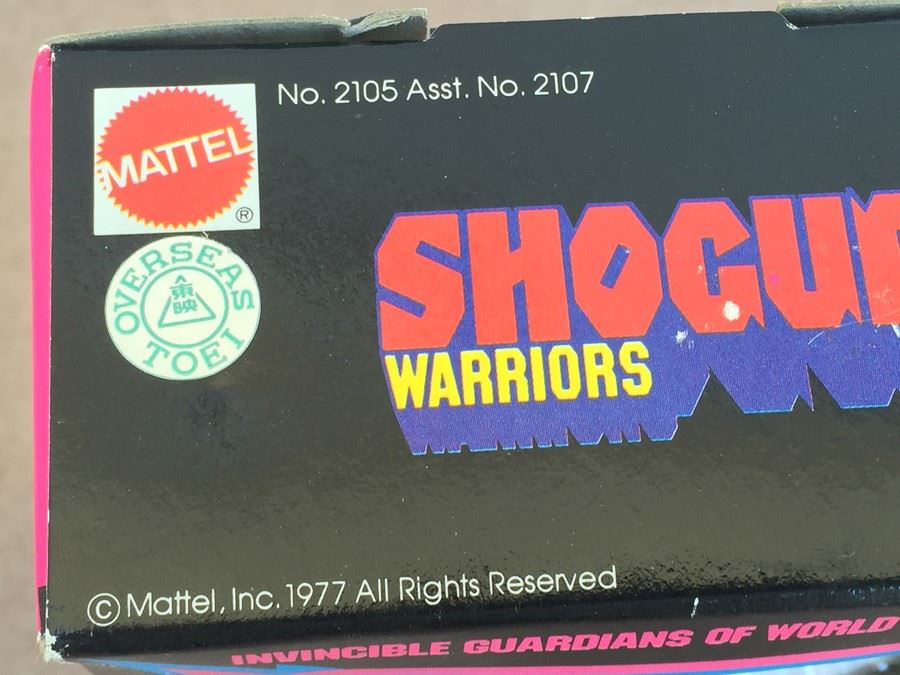 No. 2105 Asst. No. 2107
MATTEL
®
OVERSEAS
東映
TOEI
SHOGUN
WARRIORS
© Mattel, Inc. 1977 All Rights Reserved
INVINCIBLE GUARDIANS OF WORLD